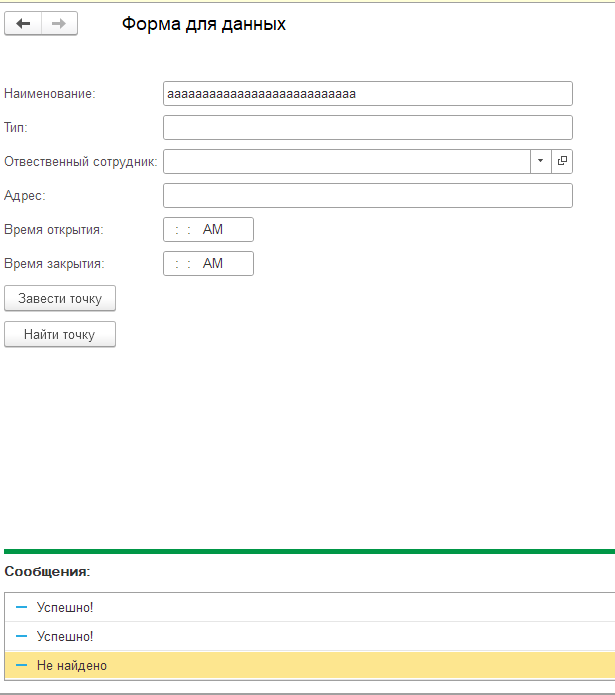 Форма для данных
Наименование: aaaaaaaaaaaaaaaaaaaaaaaaaaa
Тип:
Отвественный сотрудник:
Адрес:
Время открытия: : : AM
Время закрытия: : : AM
Завести точку
Найти точку
Сообщения:
Успешно!
Успешно!
Не найдено